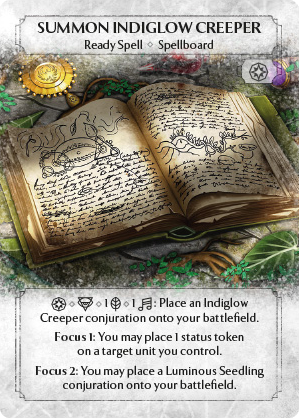 SUMMON INDIGLOW CREEPER
Ready Spell ◇ Spellboard
◇ ◇ 1 ◇ 1 : Place an Indiglow
Creeper conjuration onto your battlefield.
Focus 1: You may place 1 status token
on a target unit you control.
Focus 2: You may place a Luminous Seedling
conjuration onto your battlefield.